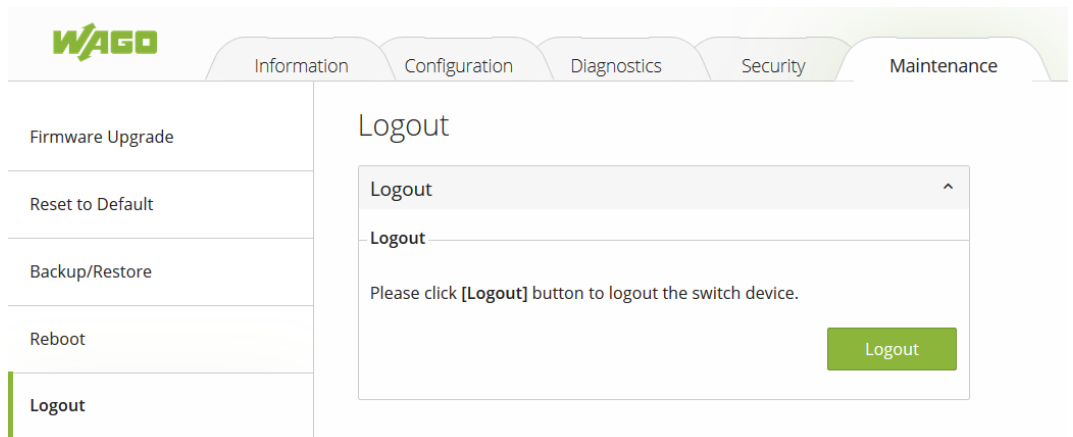 WAGO
Information Configuration Diagnostics Security Maintenance
Firmware Upgrade
Reset to Default
Backup/Restore
Reboot
Logout
Logout
Logout
Logout
Please click [Logout] button to logout the switch device.
Logout